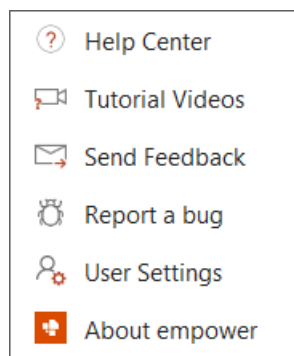 Help Center
Tutorial Videos
Send Feedback
Report a bug
User Settings
About empower